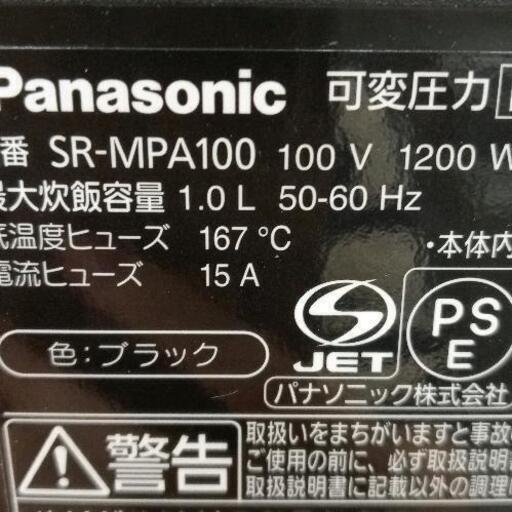 Panasonic 可変圧力
番 SR-MPA100 100 V 1200 W
最大炊飯容量 1.0 L 50-60 Hz
温度ヒューズ 167 ℃
電流ヒューズ 15 A
・本体内
S
JET
PS
E
色:ブラック
パナソニック株式会社
警告
取扱いをまちがいますと事故
ご使用の前に、必ず取扱説明
取扱説明書に記載以外の調理